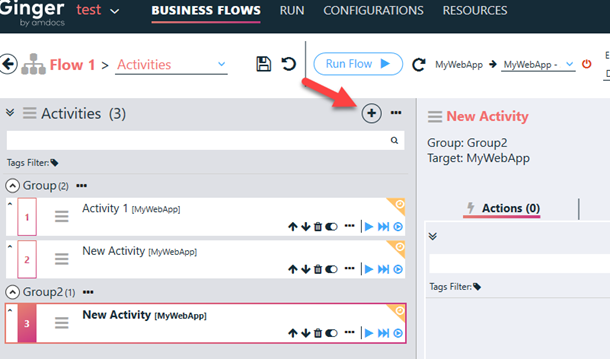 Ginger test BUSINESS FLOWS RUN CONFIGURATIONS RESOURCES
by amdocs
Flow 1 > Activities Run Flow MyWebApp MyWebApp -
Activities (3)
Tags Filter:
Group (2)
1 Activity 1 [MyWebApp]
2 New Activity [MyWebApp]
Group2 (1)
3 New Activity [MyWebApp]
New Activity
Group: Group2
Target: MyWebApp
Actions (0)
Tags Filter: